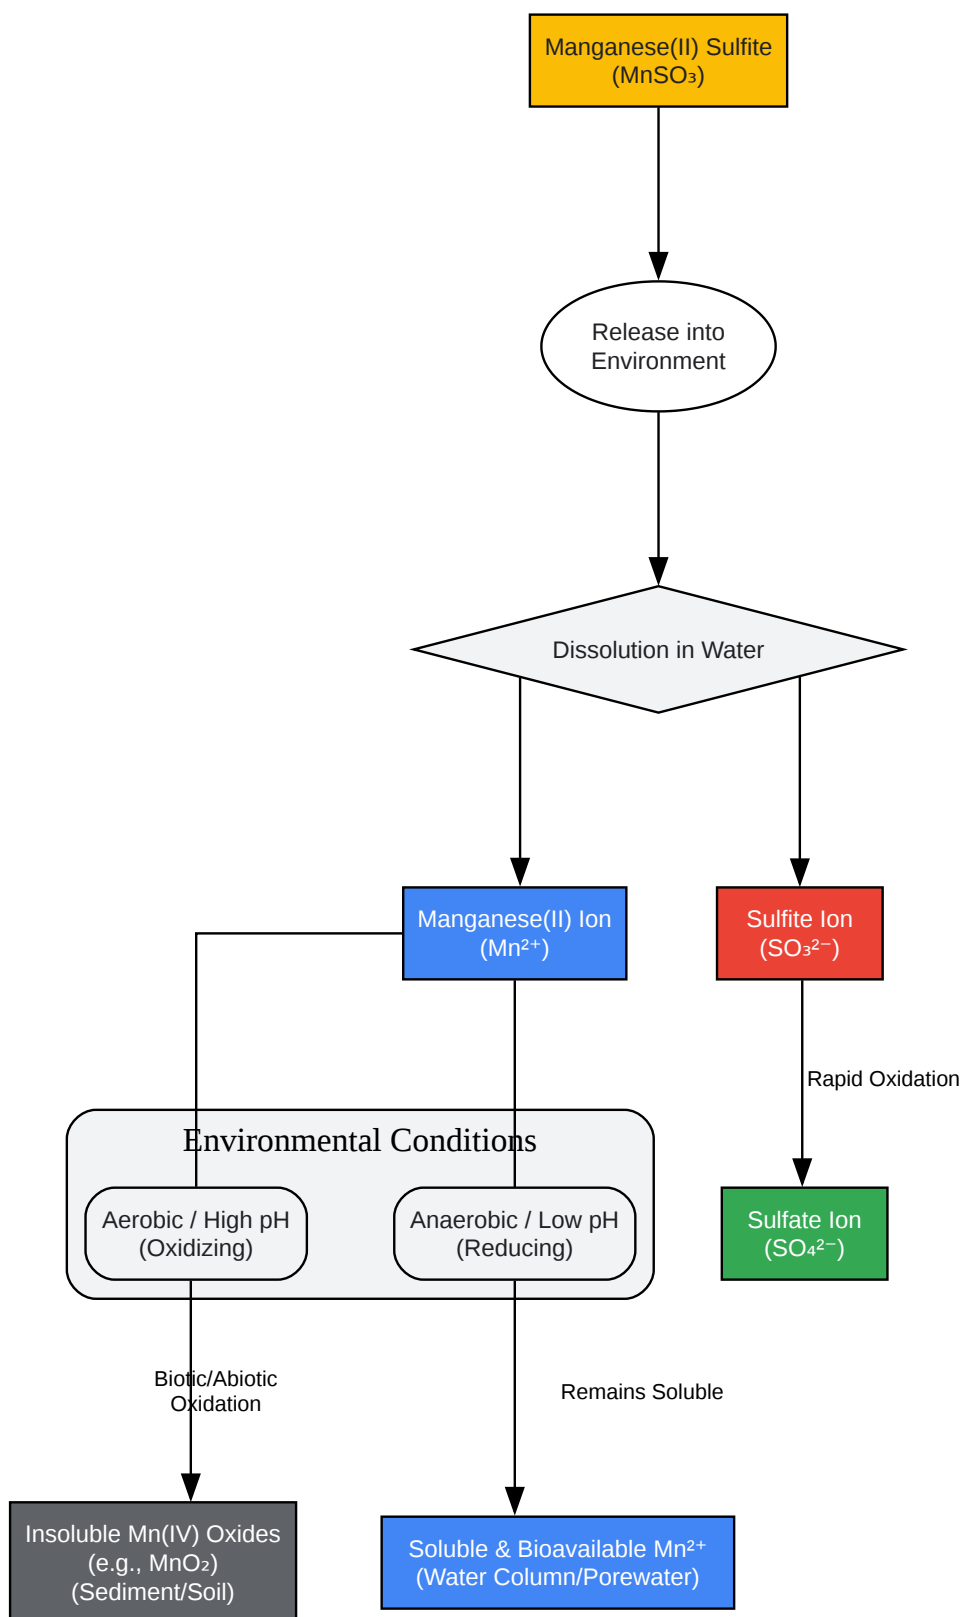 Manganese(II) Sulfite
(MnSO₃)
Release into
Environment
Dissolution in Water
Manganese(II) Ion
(Mn²⁺)
Sulfite Ion
(SO₃²⁻)
Rapid Oxidation
Environmental Conditions
Aerobic / High pH
(Oxidizing)
Anaerobic / Low pH
(Reducing)
Sulfate Ion
(SO₄²⁻)
Biotic/Abiotic
Oxidation
Remains Soluble
Insoluble Mn(IV) Oxides
(e.g., MnO₂)
(Sediment/Soil)
Soluble & Bioavailable Mn²⁺
(Water Column/Porewater)